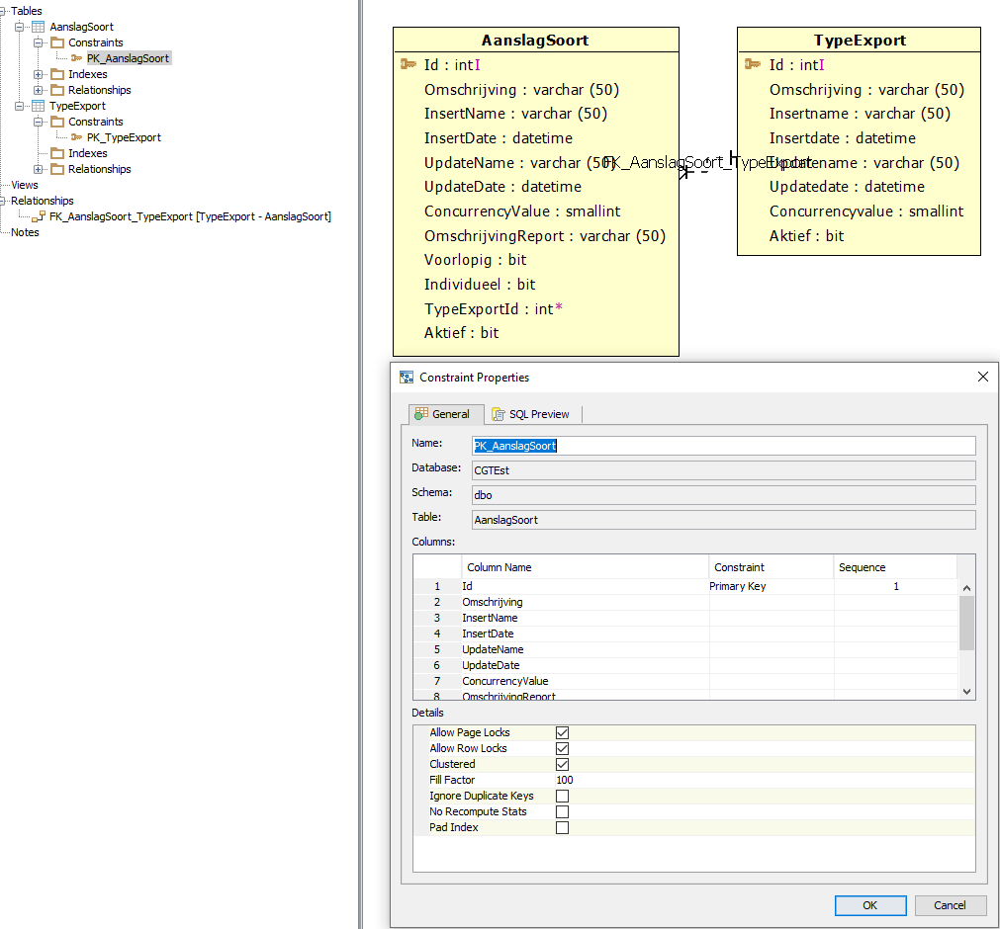 Tables
AanslagSoort
Constraints
PK_AanslagSoort
Indexes
Relationships
TypeExport
Constraints
PK_TypeExport
Indexes
Relationships
Views
Relationships
FK_AanslagSoort_TypeExport [TypeExport - AanslagSoort]
Notes
AanslagSoort
Id : intI
Omschrijving : varchar (50)
InsertName : varchar (50)
InsertDate : datetime
UpdateName : varchar (50)
UpdateDate : datetime
ConcurrencyValue : smallint
OmschrijvingReport : varchar (50)
Voorlopig : bit
Individueel : bit
TypeExportId : int*
Aktief : bit
FK_AanslagSoort_TypeExport
TypeExport
Id : intI
Omschrijving : varchar (50)
Insertname : varchar (50)
Insertdate : datetime
Updatename : varchar (50)
Updatedate : datetime
Concurrencyvalue : smallint
Aktief : bit
Constraint Properties
General SQL Preview
Name: PK_AanslagSoort
Database: CGTEst
Schema: dbo
Table: AanslagSoort
Columns:
Column Name Constraint Sequence
1 Id Primary Key 1
2 Omschrijving
3 InsertName
4 InsertDate
5 UpdateName
6 UpdateDate
7 ConcurrencyValue
8 OmschrijvingReport
Details
Allow Page Locks
Allow Row Locks
Clustered
Fill Factor 100
Ignore Duplicate Keys
No Recompute Stats
Pad Index
OK Cancel